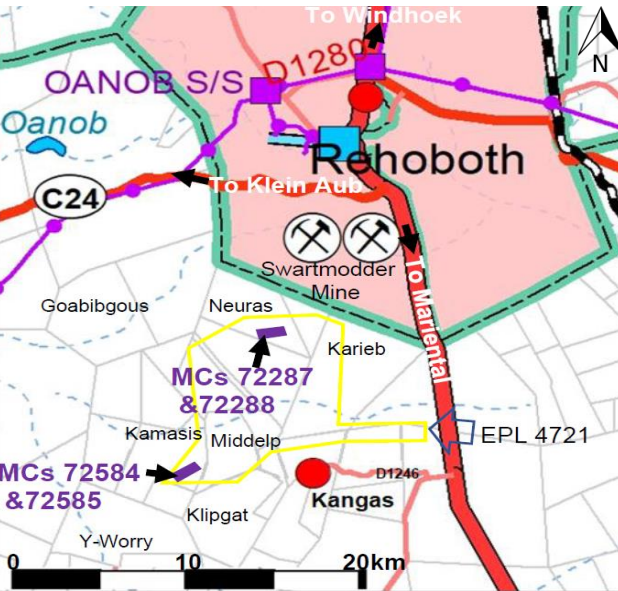 To Windhoek
N
D1280
OANOB S/S
Oanob
Rehoboth
To Klein Aub
C24
To Mariental
Swartmodder
Mine
Goabibgous
Neuras
Karieb
MCs 72287
&72288
Kamasis
Middelp
EPL 4721
MCs 72584
&72585
D1246
Kangas
Klipgat
Y-Worry
0
10
20km